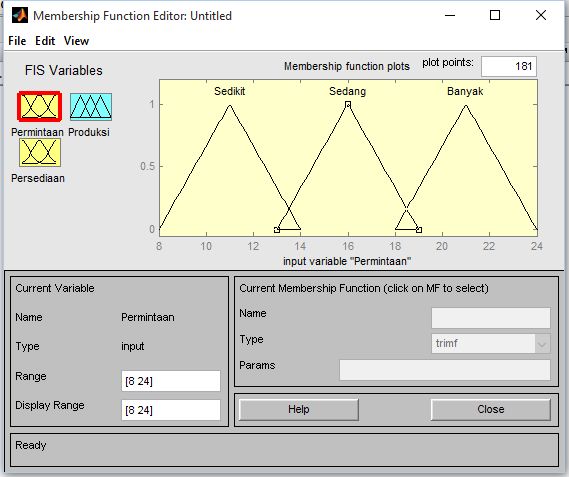 Membership Function Editor: Untitled
File Edit View
FIS Variables
Permintaan Produksi
Persediaan
Membership function plots plot points: 181
Sedikit Sedang Banyak
1
0.5
0
8 10 12 14 16 18 20 22 24
input variable "Permintaan"
Current Variable
Name Permintaan
Type input
Range [8 24]
Display Range [8 24]
Current Membership Function (click on MF to select)
Name
Type trimf
Params
Help Close
Ready